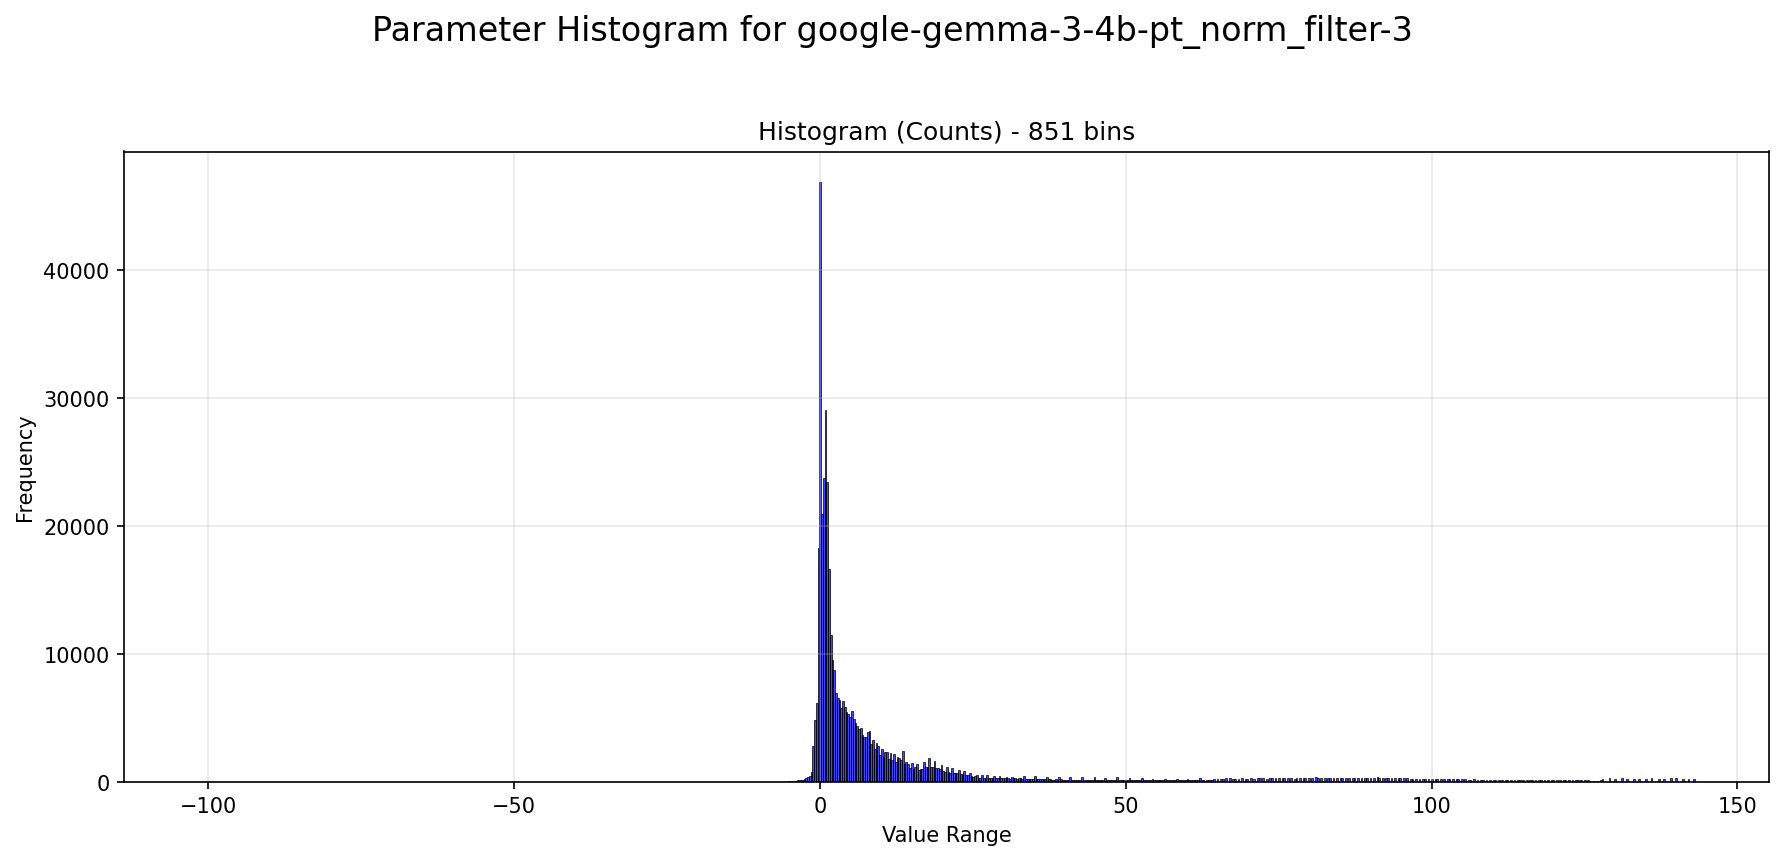 Parameter Histogram for google-gemma-3-4b-pt_norm_filter-3
Histogram (Counts) - 851 bins
40000
30000
20000
10000
0
Frequency
−100
−50
0
50
100
150
Value Range